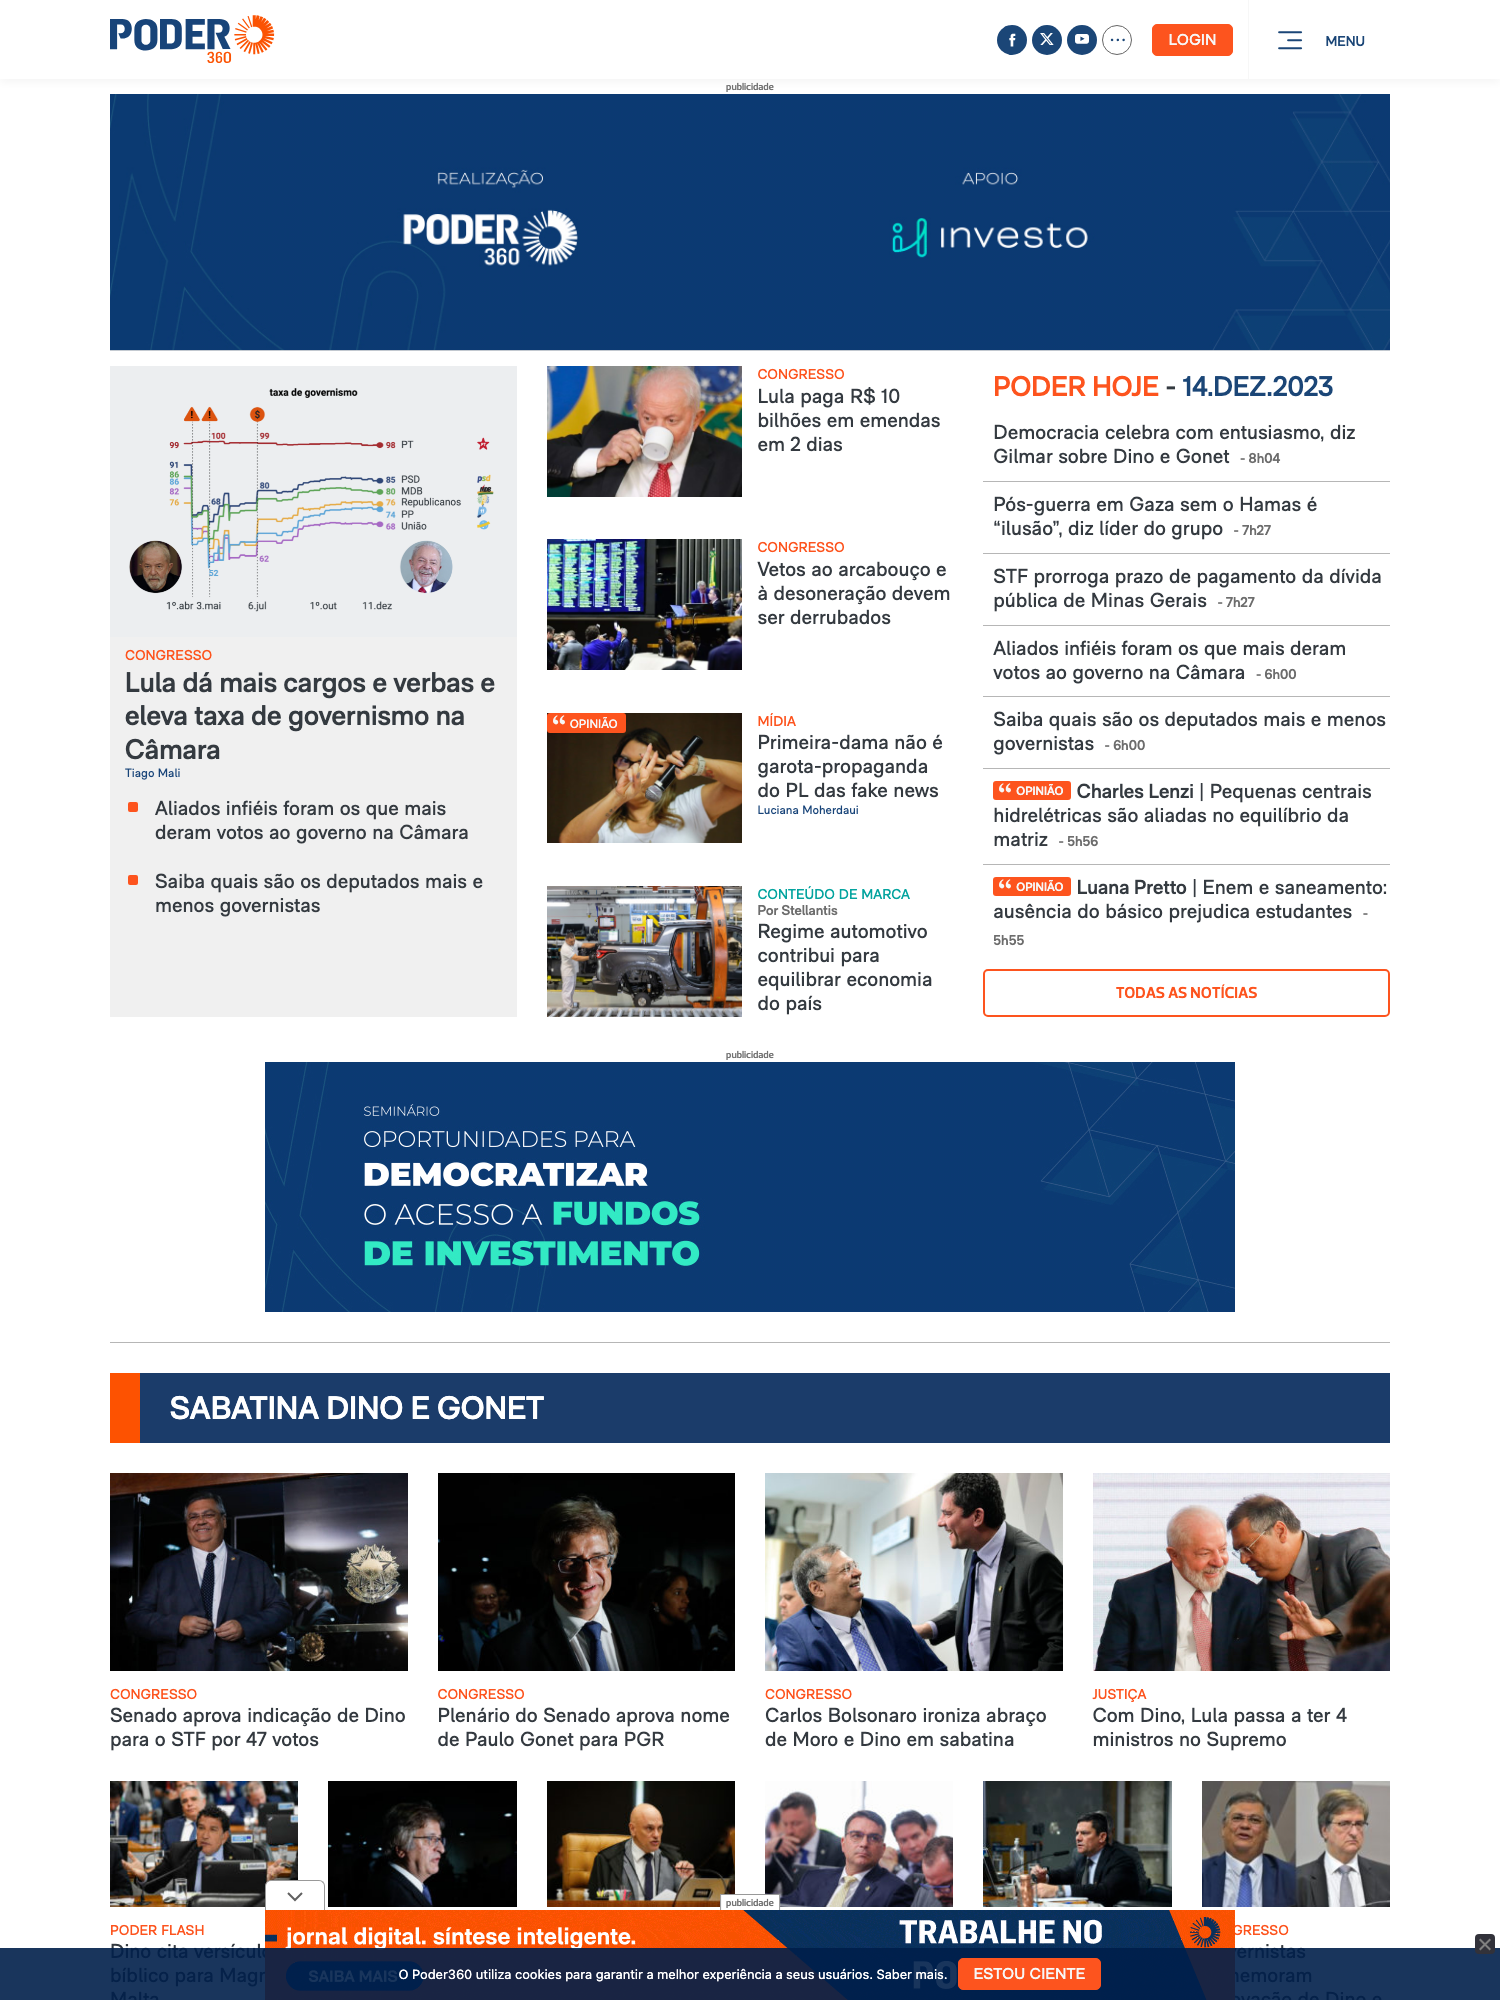 PODER
360
LOGIN
MENU
publicidade
REALIZAÇÃO
PODER
360
APOIO
investo
taxa de governismo
99
100
99
98 PT
91
86
86
82
76
68
80
85 PSD
80 MDB
76 Republicanos
74 PP
68 União
62
52
1º.abr 3.mai 6.jul 1º.out 11.dez
CONGRESSO
Lula dá mais cargos e verbas e
eleva taxa de governismo na
Câmara
Tiago Mali
Aliados infiéis foram os que mais
deram votos ao governo na Câmara
Saiba quais são os deputados mais e
menos governistas
CONGRESSO
Lula paga R$ 10
bilhões em emendas
em 2 dias
CONGRESSO
Vetos ao arcabouço e
à desoneração devem
ser derrubados
OPINIÃO
MÍDIA
Primeira-dama não é
garota-propaganda
do PL das fake news
Luciana Moherdaui
CONTEÚDO DE MARCA
Por Stellantis
Regime automotivo
contribui para
equilibrar economia
do país
PODER HOJE - 14.DEZ.2023
Democracia celebra com entusiasmo, diz
Gilmar sobre Dino e Gonet - 8h04
Pós-guerra em Gaza sem o Hamas é
“ilusão”, diz líder do grupo - 7h27
STF prorroga prazo de pagamento da dívida
pública de Minas Gerais - 7h27
Aliados infiéis foram os que mais deram
votos ao governo na Câmara - 6h00
Saiba quais são os deputados mais e menos
governistas - 6h00
OPINIÃO Charles Lenzi | Pequenas centrais
hidrelétricas são aliadas no equilíbrio da
matriz - 5h56
OPINIÃO Luana Pretto | Enem e saneamento:
ausência do básico prejudica estudantes -
5h55
TODAS AS NOTÍCIAS
publicidade
SEMINÁRIO
OPORTUNIDADES PARA
DEMOCRATIZAR
O ACESSO A FUNDOS
DE INVESTIMENTO
SABATINA DINO E GONET
CONGRESSO
Senado aprova indicação de Dino
para o STF por 47 votos
CONGRESSO
Plenário do Senado aprova nome
de Paulo Gonet para PGR
CONGRESSO
Carlos Bolsonaro ironiza abraço
de Moro e Dino em sabatina
JUSTIÇA
Com Dino, Lula passa a ter 4
ministros no Supremo
publicidade
PODER FLASH
Dino cita versícul
bíblico para Magn
Malta
jornal digital. síntese inteligente.
SAIBA MAIS
TRABALHE NO
PO
GRESSO
vernistas
nemoram
ovação de Dino e
O Poder360 utiliza cookies para garantir a melhor experiência a seus usuários. Saber mais.
ESTOU CIENTE